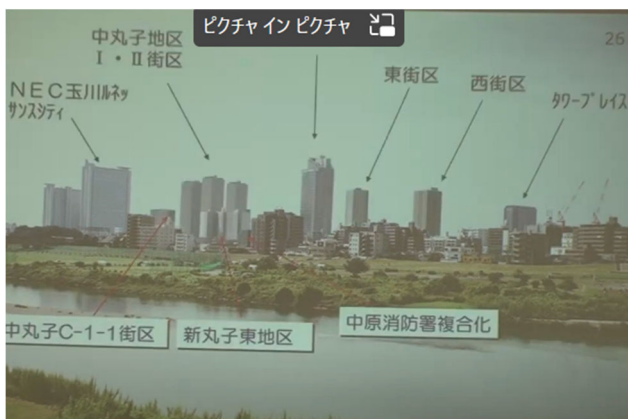 ピクチャ イン ピクチャ
26
中丸子地区
Ⅰ・Ⅱ街区
NEC玉川ルネッ
サンスシティ
東街区
西街区
タワープレイス
中丸子C-1-1街区
新丸子東地区
中原消防署複合化